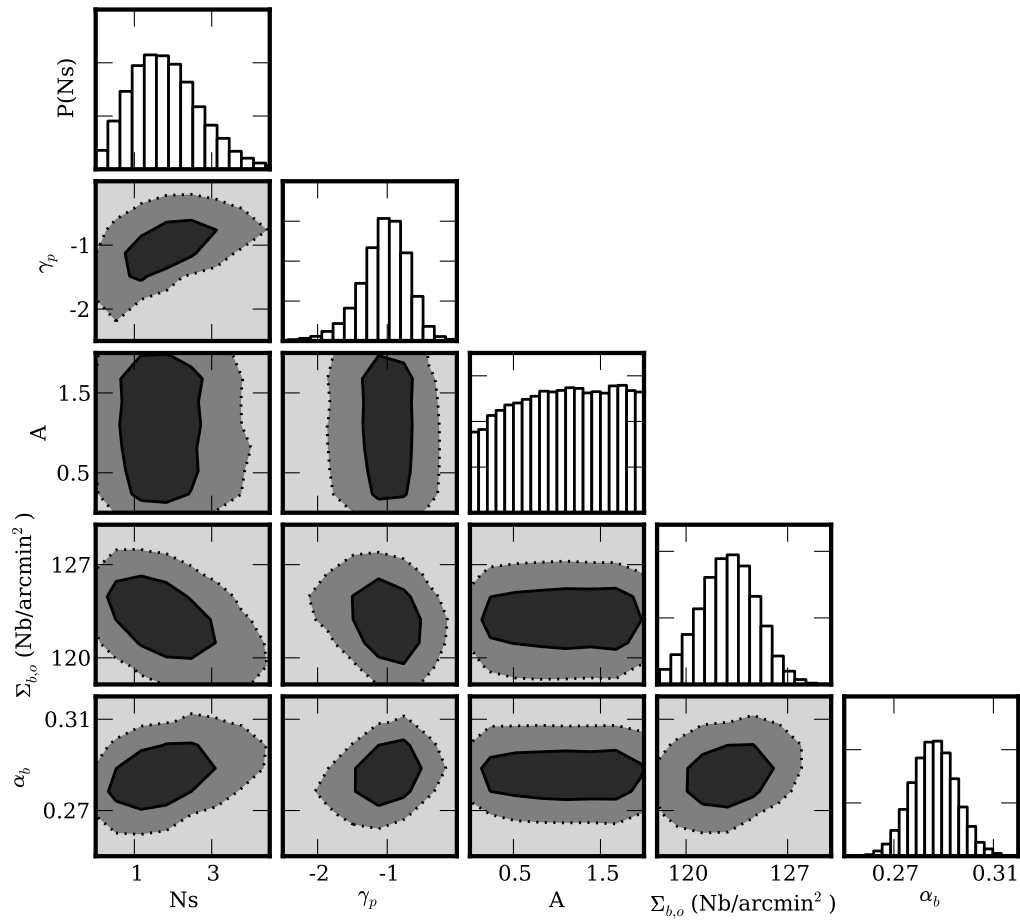 P(Ns)
γ_p
-1
-2
A
1.5
0.5
Σ_{b,o} (Nb/arcmin²)
127
120
α_b
0.31
0.27
1 3
-2 -1
0.5 1.5
120 127
0.27 0.31
Ns
γ_p
A
Σ_{b,o} (Nb/arcmin²)
α_b